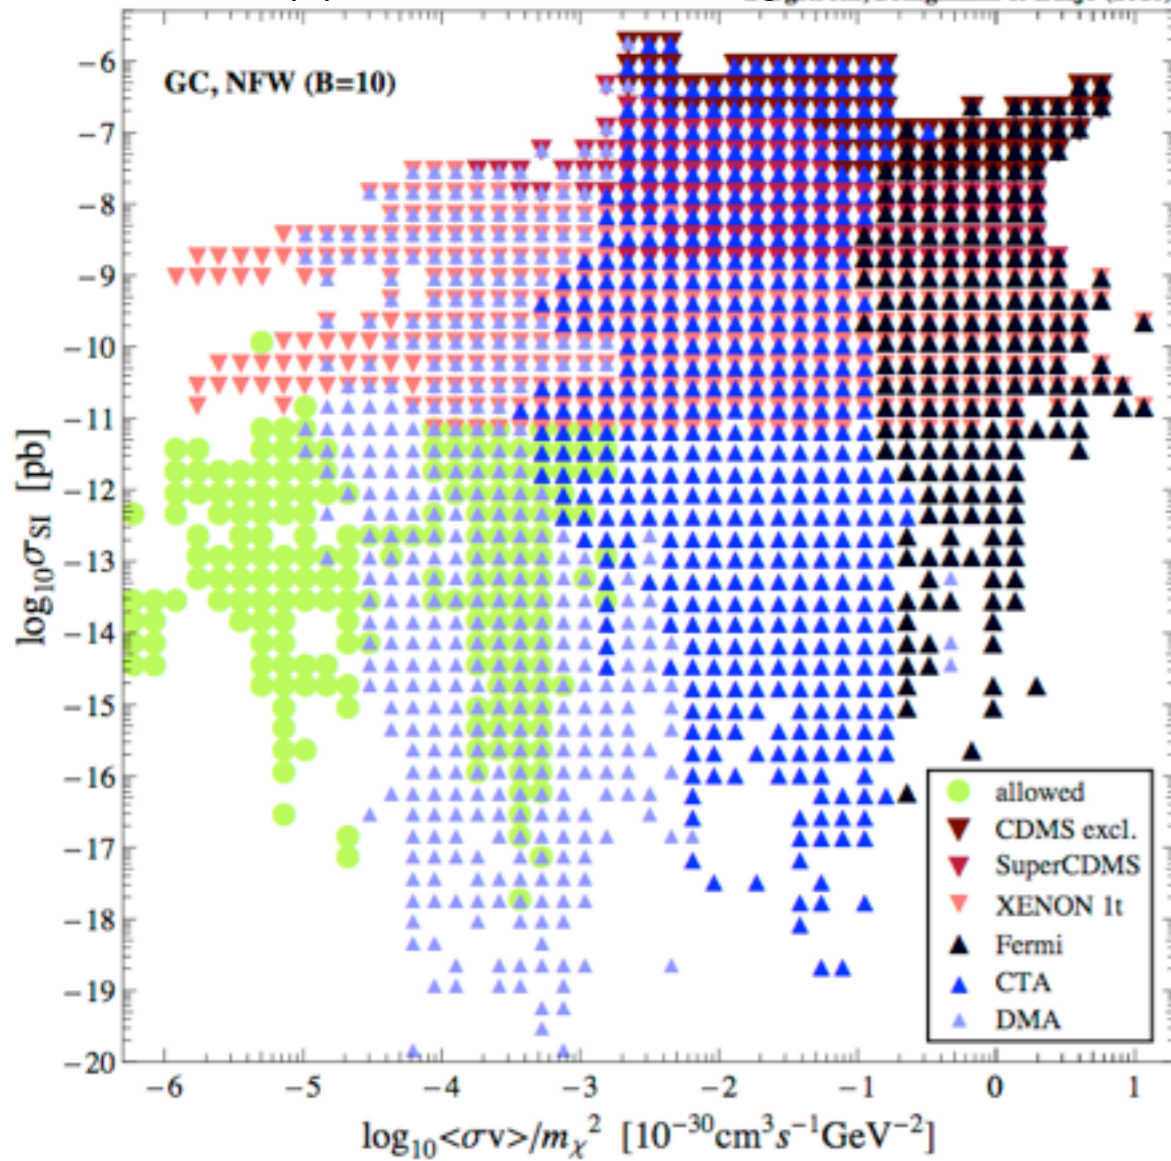 GC, NFW (B=10)
log₁₀σSI [pb]
−6
−7
−8
−9
−10
−11
−12
−13
−14
−15
−16
−17
−18
−19
−20
allowed
CDMS excl.
SuperCDMS
XENON 1t
Fermi
CTA
DMA
−6 −5 −4 −3 −2 −1 0 1
log₁₀<σv>/mχ² [10⁻³⁰cm³s⁻¹GeV⁻²]